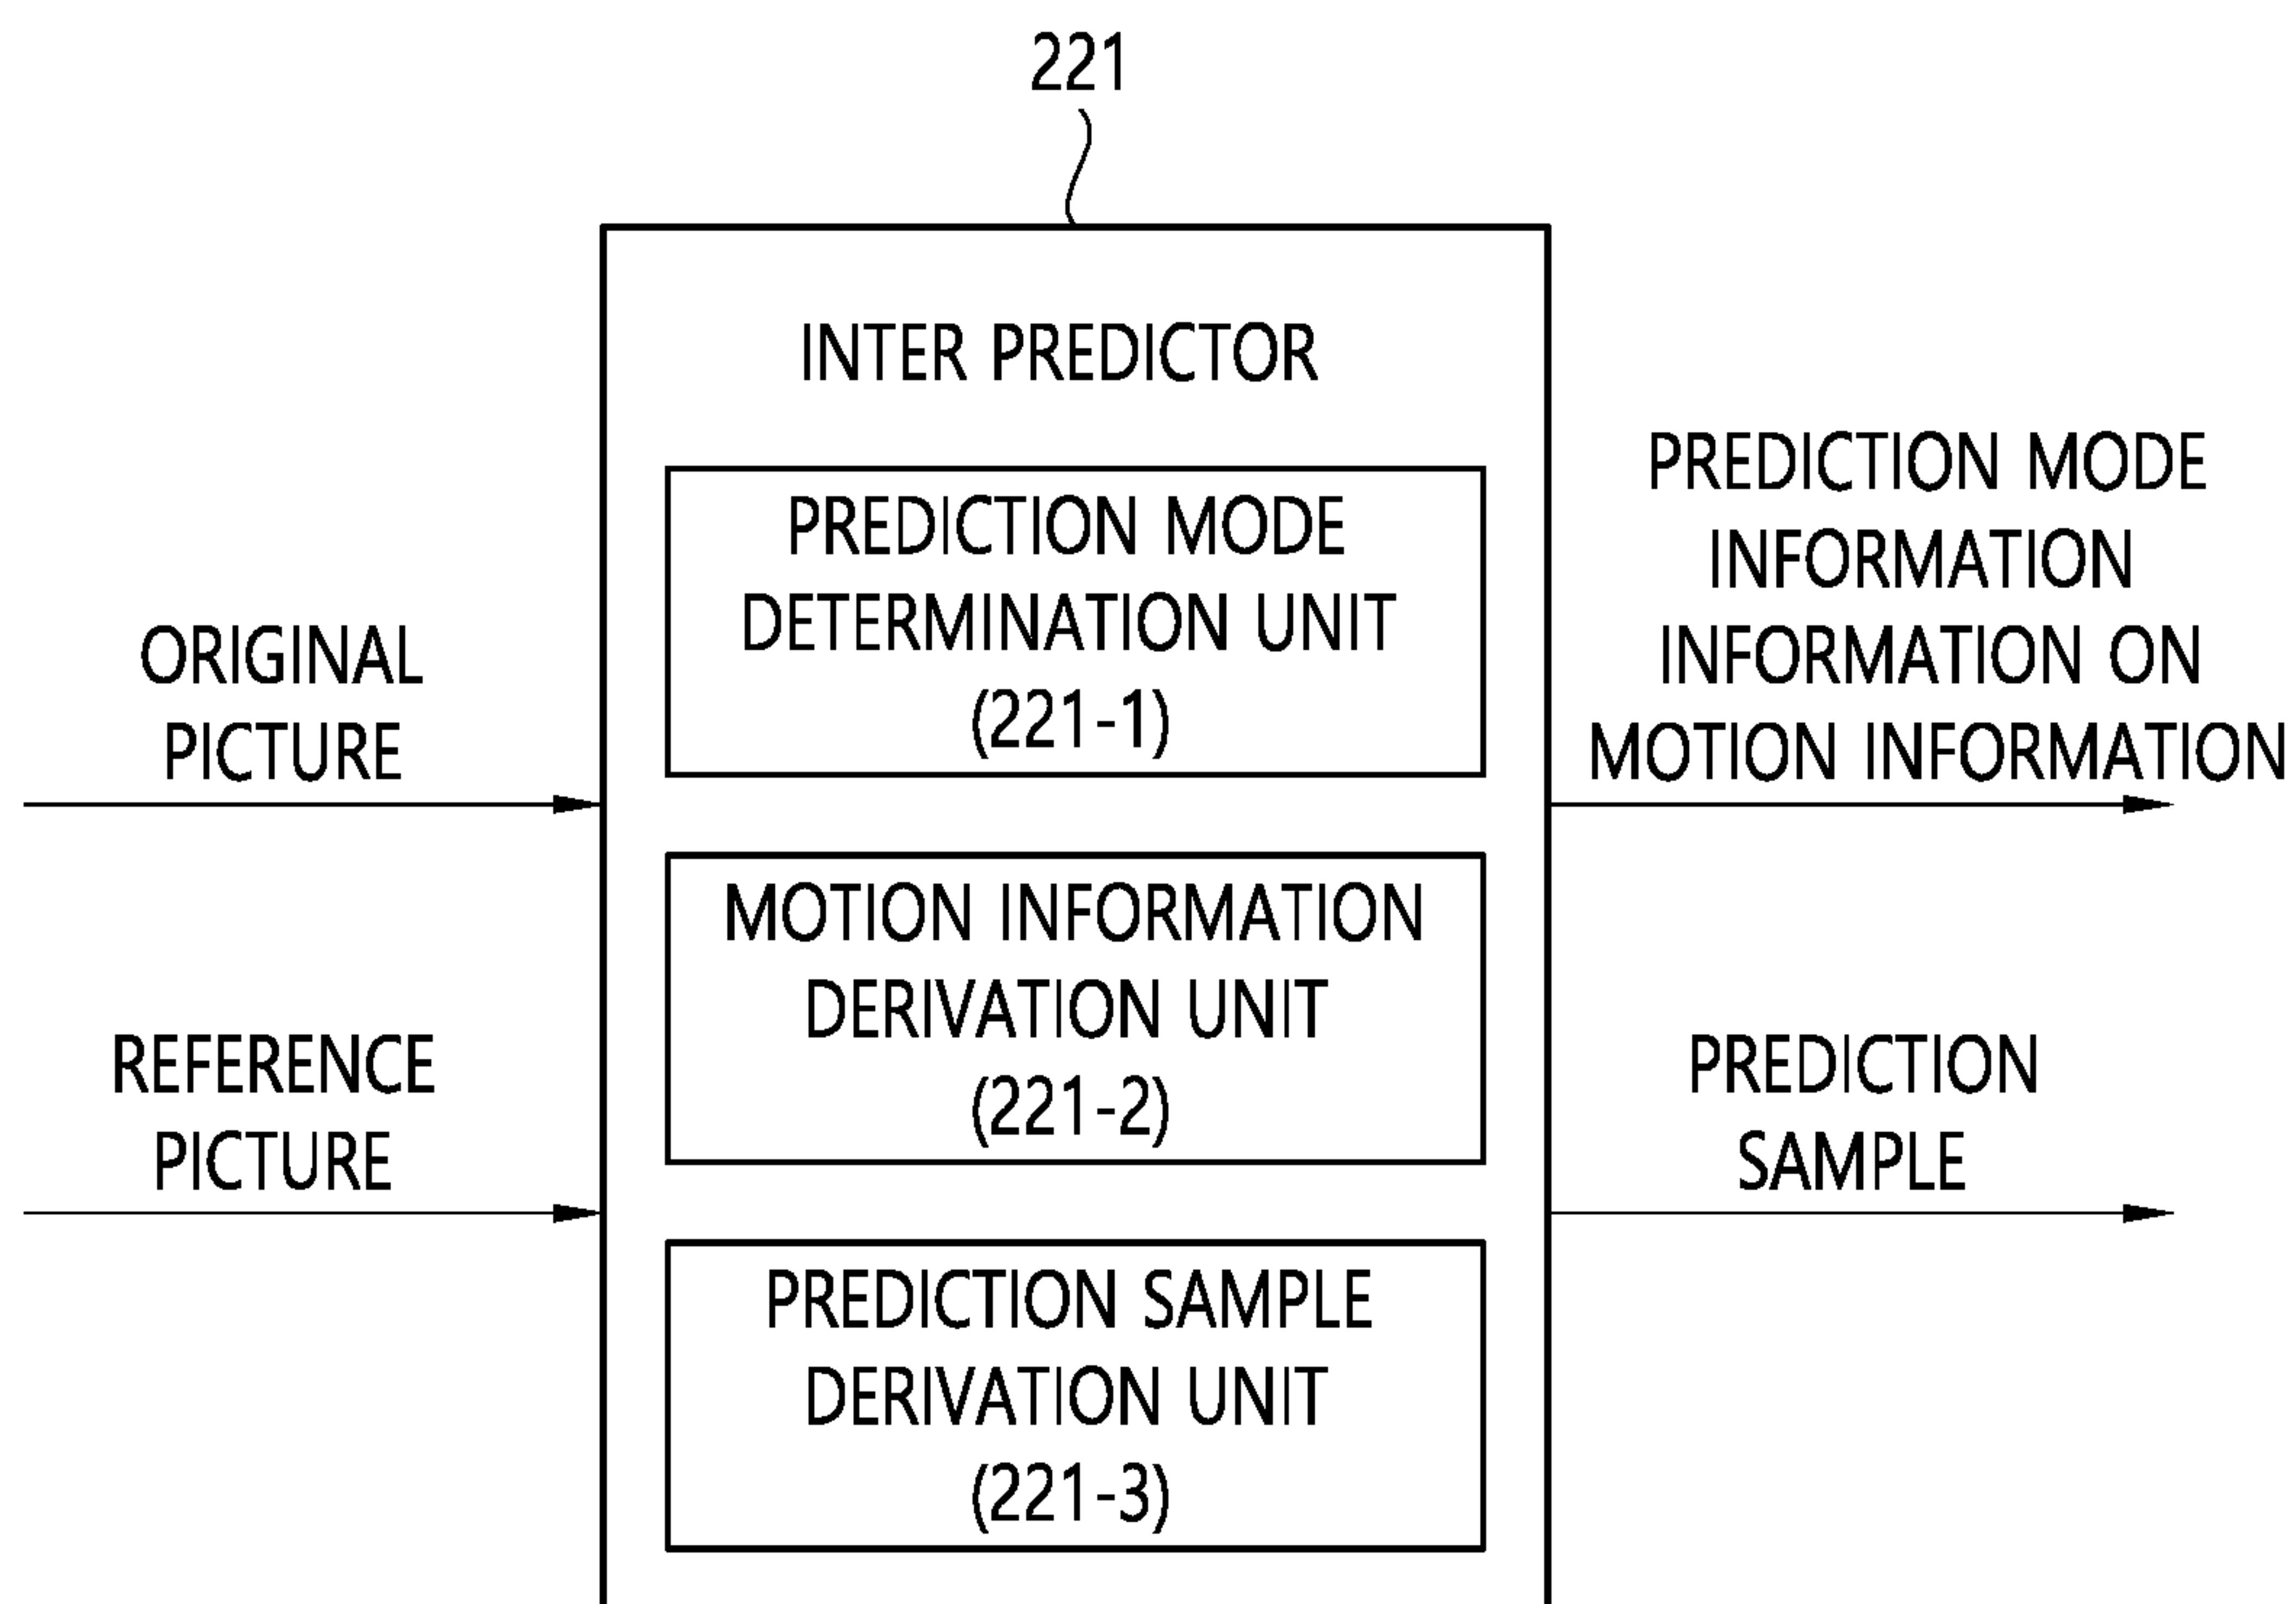 221
INTER PREDICTOR
PREDICTION MODE
DETERMINATION UNIT
(221-1)
MOTION INFORMATION
DERIVATION UNIT
(221-2)
PREDICTION SAMPLE
DERIVATION UNIT
(221-3)
ORIGINAL
PICTURE
REFERENCE
PICTURE
PREDICTION MODE
INFORMATION
INFORMATION ON
MOTION INFORMATION
PREDICTION
SAMPLE